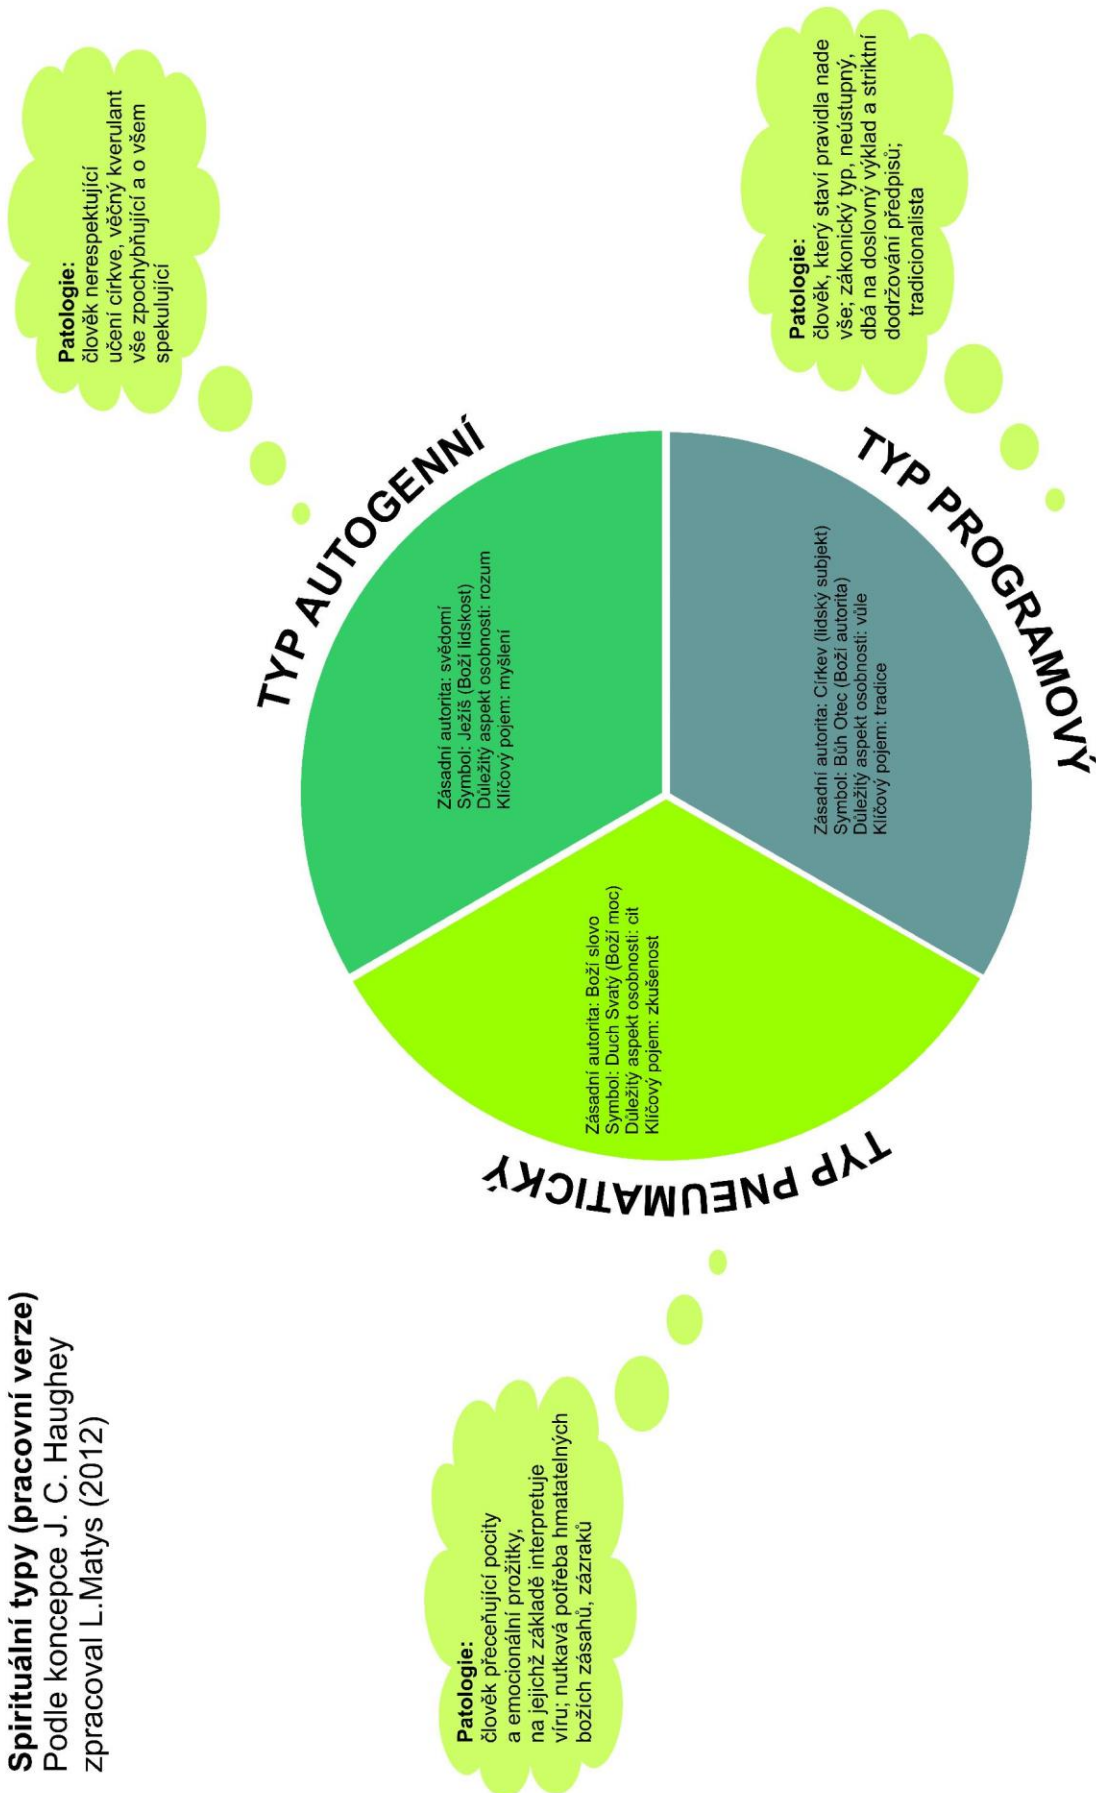 Spirituální typy (pracovní verze)
Podle koncepce J. C. Haughey
zpracoval L.Matys (2012)
Patologie:
člověk přeceňující pocity
a emocionální prožitky,
na jejichž základě interpretuje
víru; nutkavá potřeba hmatatelných
božích zásahů, zázraků
TYP PNEUMATICKÝ
Zásadní autorita: Boží slovo
Symbol: Duch Svatý (Boží moc)
Důležitý aspekt osobnosti: cit
Klíčový pojem: zkušenost
TYP AUTOGENNÍ
Zásadní autorita: svědomí
Symbol: Ježíš (Boží lidskost)
Důležitý aspekt osobnosti: rozum
Klíčový pojem: myšlení
Patologie:
člověk nerespektující
učení církve, věčný kverulant
vše zpochybňující a o všem
spekulující
TYP PROGRAMOVÝ
Zásadní autorita: Církev (lidský subjekt)
Symbol: Bůh Otec (Boží autorita)
Důležitý aspekt osobnosti: vůle
Klíčový pojem: tradice
Patologie:
člověk, který staví pravidla nade
vše; zákonický typ, neústupný,
dbá na doslovný výklad a striktní
dodržování předpisů;
tradicionalista